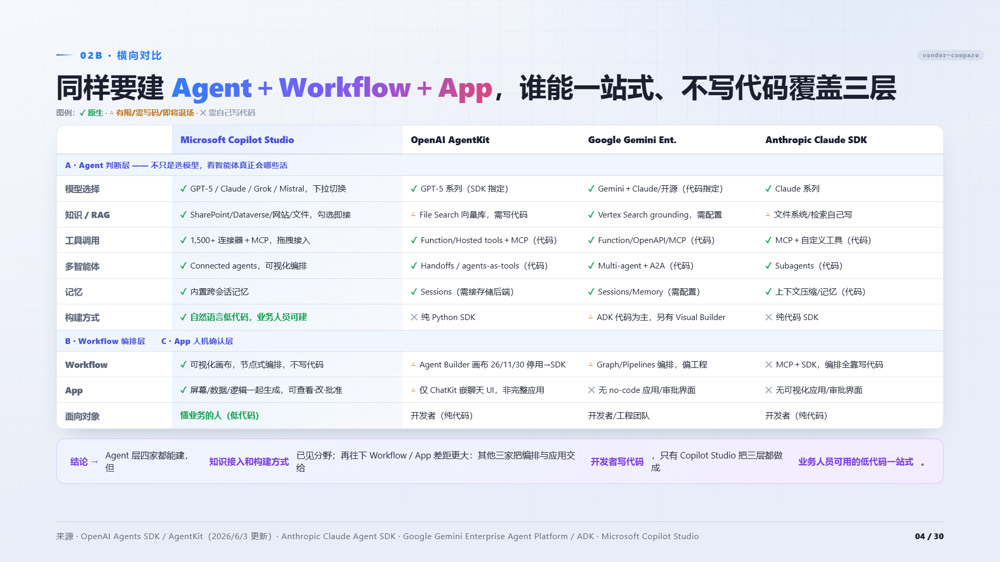 02B · 横向对比
vendor-compare
同样要建 Agent + Workflow + App，谁能一站式、不写代码覆盖三层
图例：✓ 原生 · △ 有限/需写码/即将退场 · ✕ 需自己写代码
Microsoft Copilot Studio OpenAI AgentKit Google Gemini Ent. Anthropic Claude SDK
A · Agent 判断层 —— 不只是选模型，看智能体真正会哪些活
模型选择 ✓ GPT-5 / Claude / Grok / Mistral，下拉切换 ✓ GPT-5 系列（SDK 指定） ✓ Gemini + Claude/开源（代码指定） ✓ Claude 系列
知识 / RAG ✓ SharePoint/Dataverse/网站/文件，勾选即接 △ File Search 向量库，需写代码 ✓ Vertex Search grounding，需配置 △ 文件系统/检索自己写
工具调用 ✓ 1,500+ 连接器 + MCP，拖拽接入 ✓ Function/Hosted tools + MCP（代码） ✓ Function/OpenAPI/MCP（代码） ✓ MCP + 自定义工具（代码）
多智能体 ✓ Connected agents，可视化编排 ✓ Handoffs / agents-as-tools（代码） ✓ Multi-agent + A2A（代码） ✓ Subagents（代码）
记忆 ✓ 内置跨会话记忆 ✓ Sessions（需接存储后端） ✓ Sessions/Memory（需配置） ✓ 上下文压缩/记忆（代码）
构建方式 ✓ 自然语言低代码，业务人员可建 ✕ 纯 Python SDK △ ADK 代码为主，另有 Visual Builder ✕ 纯代码 SDK
B · Workflow 编排层 C · App 人机确认层
Workflow ✓ 可视化画布，节点式编排，不写代码 △ Agent Builder 画布 26/11/30 停用→SDK △ Graph/Pipelines 编排，偏工程 ✕ MCP + SDK，编排全靠写代码
App ✓ 屏幕/数据/逻辑一起生成，可查看·改·批准 △ 仅 ChatKit 嵌聊天 UI，非完整应用 ✕ 无 no-code 应用/审批界面 ✕ 无可视化应用/审批界面
面向对象 懂业务的人（低代码） 开发者（纯代码） 开发者/工程团队 开发者（纯代码）
结论 → Agent 层四家都能建，但 知识接入和构建方式 已见分野；再往下 Workflow / App 差距更大：其他三家把编排与应用交给 开发者写代码 ，只有 Copilot Studio 把三层都做成 业务人员可用的低代码一站式 。
来源 · OpenAI Agents SDK / AgentKit（2026/6/3 更新）· Anthropic Claude Agent SDK · Google Gemini Enterprise Agent Platform / ADK · Microsoft Copilot Studio
04 / 30